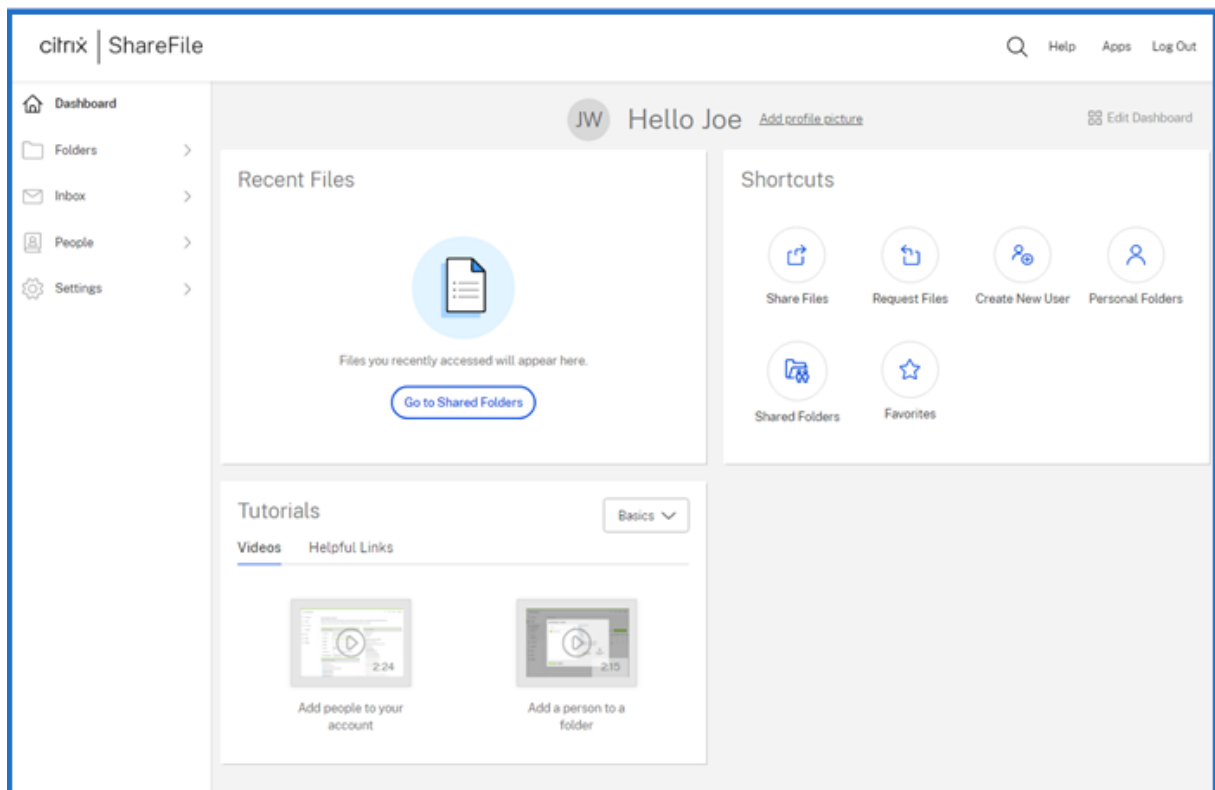 citrix | ShareFile
Help Apps Log Out
Dashboard
Folders
Inbox
People
Settings
JW Hello Joe Add profile picture
Edit Dashboard
Recent Files
Files you recently accessed will appear here.
Go to Shared Folders
Shortcuts
Share Files
Request Files
Create New User
Personal Folders
Shared Folders
Favorites
Tutorials
Basics
Videos Helpful Links
2:24
Add people to your
account
2:15
Add a person to a
folder